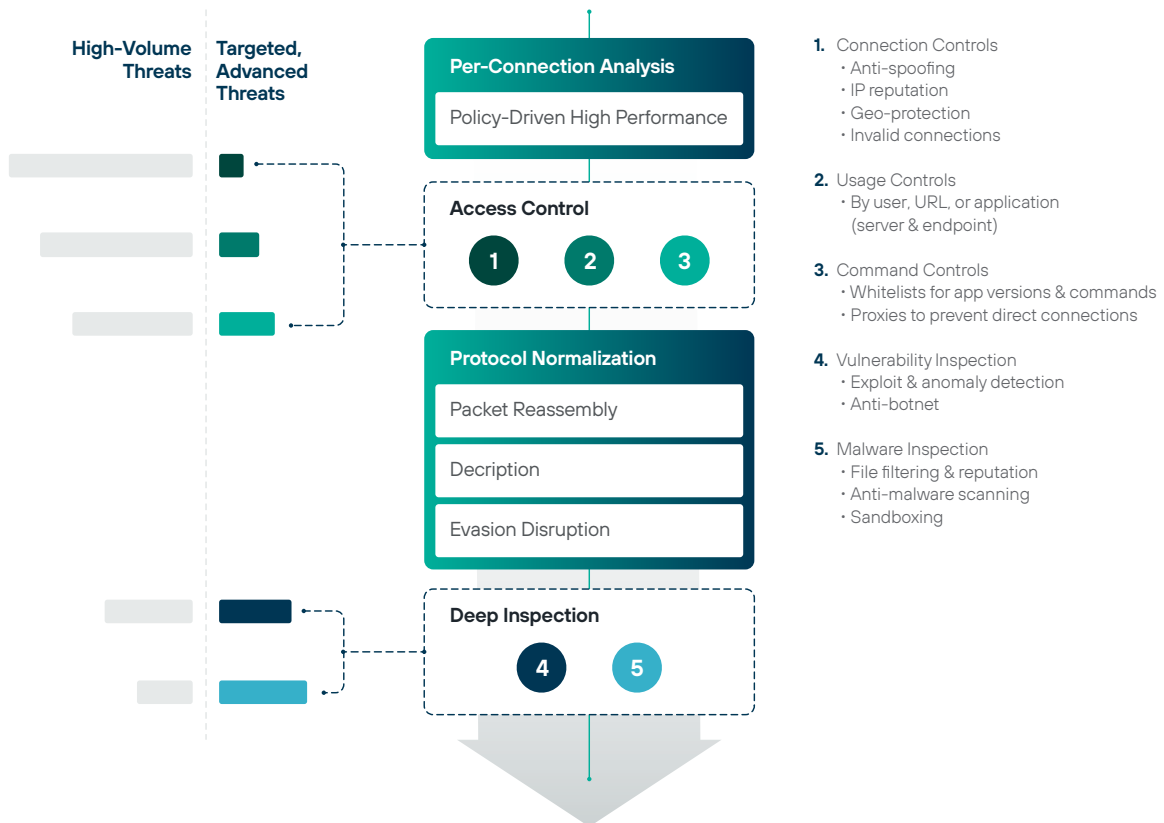 High-Volume
Threats
Targeted,
Advanced
Threats
Per-Connection Analysis
Policy-Driven High Performance
Access Control
1
2
3
Protocol Normalization
Packet Reassembly
Decription
Evasion Disruption
Deep Inspection
4
5
1. Connection Controls
· Anti-spoofing
· IP reputation
· Geo-protection
· Invalid connections
2. Usage Controls
· By user, URL, or application
(server & endpoint)
3. Command Controls
· Whitelists for app versions & commands
· Proxies to prevent direct connections
4. Vulnerability Inspection
· Exploit & anomaly detection
· Anti-botnet
5. Malware Inspection
· File filtering & reputation
· Anti-malware scanning
· Sandboxing